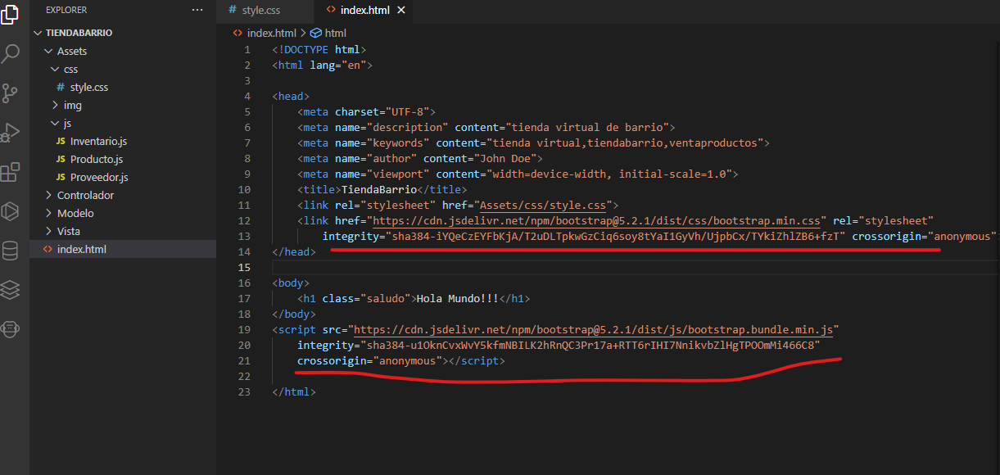 EXPLORER ...
TIENDABARRIO
Assets
css
# style.css
img
js
JS Inventario.js
JS Producto.js
JS Proveedor.js
Controlador
Modelo
Vista
<> index.html
# style.css <> index.html
<> index.html > html
1 <!DOCTYPE html>
2 <html lang="en">
3
4 <head>
5 <meta charset="UTF-8">
6 <meta name="description" content="tienda virtual de barrio">
7 <meta name="keywords" content="tienda virtual,tiendabarrio,ventaproductos">
8 <meta name="author" content="John Doe">
9 <meta name="viewport" content="width=device-width, initial-scale=1.0">
10 <title>TiendaBarrio</title>
11 <link rel="stylesheet" href="Assets/css/style.css">
12 <link href="https://cdn.jsdelivr.net/npm/bootstrap@5.2.1/dist/css/bootstrap.min.css" rel="stylesheet"
13 integrity="sha384-iYQeCzEYFbKjA/T2uDLTpkwGzCiq6soy8tYaI1GyVh/UjpbCx/TYkiZhlZB6+fzT" crossorigin="anonymous"
14 </head>
15
16 <body>
17 <h1 class="saludo">Hola Mundo!!!</h1>
18 </body>
19 <script src="https://cdn.jsdelivr.net/npm/bootstrap@5.2.1/dist/js/bootstrap.bundle.min.js"
20 integrity="sha384-u1OknCvxWvY5kfmNBILK2hRnQC3Pr17a+RTT6rIHI7NnikvbZlHgTPOOmMi466C8"
21 crossorigin="anonymous"></script>
22
23 </html>